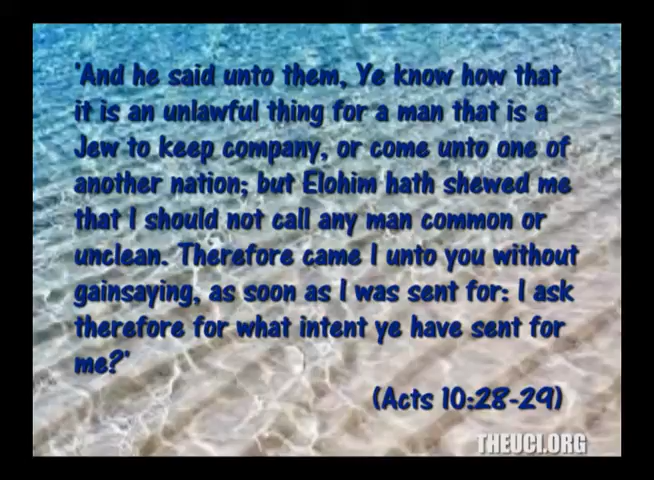 'And he said unto them, Ye know how that
it is an unlawful thing for a man that is a
Jew to keep company, or come unto one of
another nation; but Elohim hath shewed me
that I should not call any man common or
unclean. Therefore came I unto you without
gainsaying, as soon as I was sent for: I ask
therefore for what intent ye have sent for
me?'
(Acts 10:28-29)
THEUCI.ORG